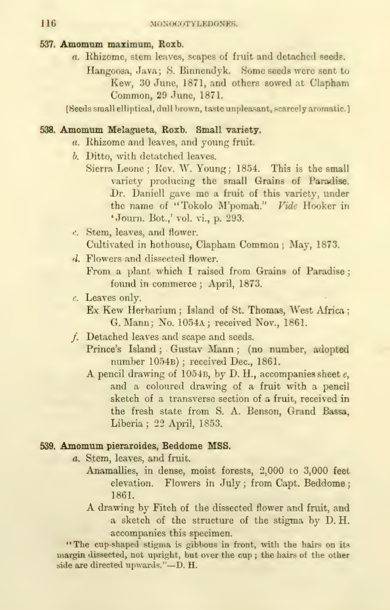 116 MONOCOTYLEDONES.
537. Amomum maximum, Roxb.
a. Rhizome, stem leaves, scapes of fruit and detached seeds.
Hangoosa, Java; S. Binnendyk. Some seeds were sent to
Kew, 30 June, 1871, and others sowed at Clapham
Common, 29 June, 1871.
[Seeds small elliptical, dull brown, taste unpleasant, scarcely aromatic.]
538. Amomum Melagueta, Roxb. Small variety.
a. Rhizome and leaves, and young fruit.
b. Ditto, with detatched leaves.
Sierra Leone; Rev. W. Young; 1854. This is the small
variety producing the small Grains of Paradise.
Dr. Daniell gave me a fruit of this variety, under
the name of "Tokolo M'pomah." Vide Hooker in
'Journ. Bot.,' vol. vi., p. 293.
c. Stem, leaves, and flower.
Cultivated in hothouse, Clapham Common; May, 1873.
d. Flowers and dissected flower.
From a plant which I raised from Grains of Paradise;
found in commerce; April, 1873.
e. Leaves only.
Ex Kew Herbarium; Island of St. Thomas, West Africa;
G. Mann; No. 1054A; received Nov., 1861.
f. Detached leaves and scape and seeds.
Prince's Island; Gustav Mann; (no number, adopted
number 1054B); received Dec., 1861.
A pencil drawing of 1054B, by D. H., accompanies sheet e,
and a coloured drawing of a fruit with a pencil
sketch of a transverse section of a fruit, received in
the fresh state from S. A. Benson, Grand Bassa,
Liberia; 22 April, 1853.
539. Amomum pieraroides, Beddome MSS.
a. Stem, leaves, and fruit.
Anamallies, in dense, moist forests, 2,000 to 3,000 feet
elevation. Flowers in July; from Capt. Beddome;
1861.
A drawing by Fitch of the dissected flower and fruit, and
a sketch of the structure of the stigma by D. H.
accompanies this specimen.
"The cup-shaped stigma is gibbous in front, with the hairs on its
margin dissected, not upright, but over the cup; the hairs of the other
side are directed upwards."—D. H.